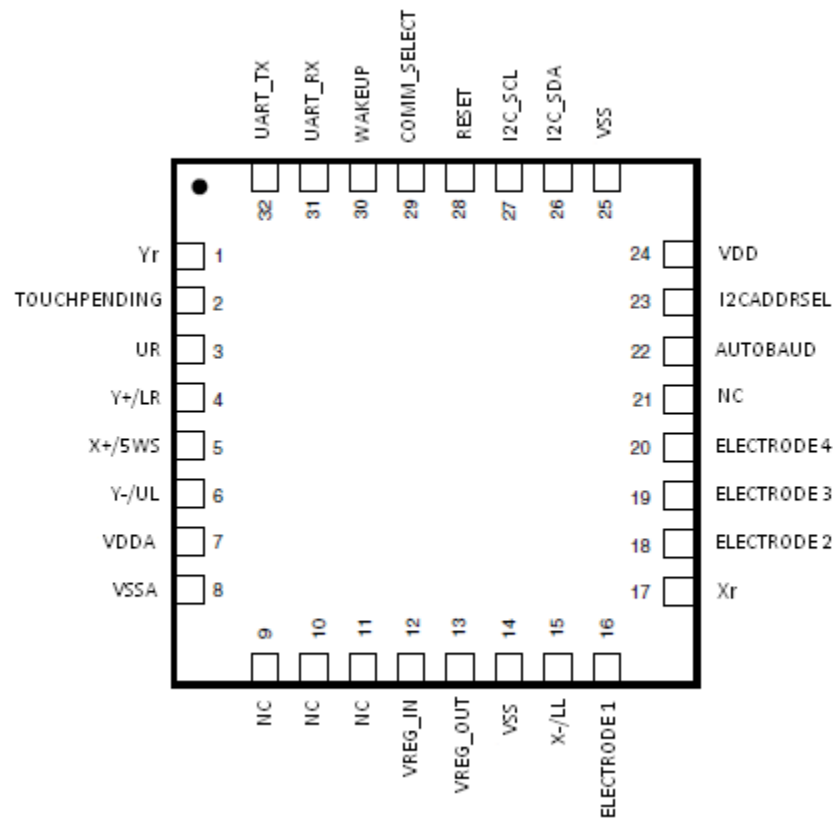 UART_TX
UART_RX
WAKEUP
COMM_SELECT
RESET
I2C_SCL
I2C_SDA
VSS
32
31
30
29
28
27
26
25
Yr 1
TOUCHPENDING 2
UR 3
Y+/LR 4
X+/5WS 5
Y-/UL 6
VDDA 7
VSSA 8
24 VDD
23 I2CADDRSEL
22 AUTOBAUD
21 NC
20 ELECTRODE 4
19 ELECTRODE 3
18 ELECTRODE 2
17 Xr
9
10
11
12
13
14
15
16
NC
NC
NC
VREG_IN
VREG_OUT
VSS
X-/LL
ELECTRODE 1